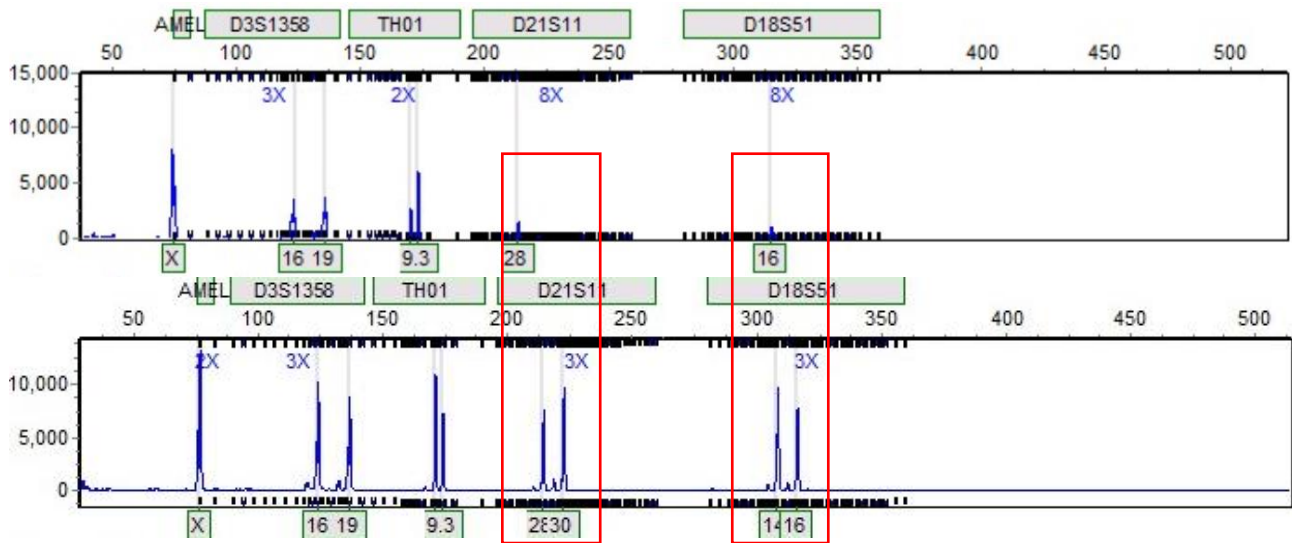 AMEL D3S1358 TH01 D21S11 D18S51
50 100 150 200 250 300 350 400 450 500
15,000
3X 2X 8X 8X
10,000
5,000
0
X 16 19 9.3 28 16
AMEL D3S1358 TH01 D21S11 D18S51
50 100 150 200 250 300 350 400 450 500
2X 3X 3X 3X
10,000
5,000
0
X 16 19 9.3 28 30 14 16